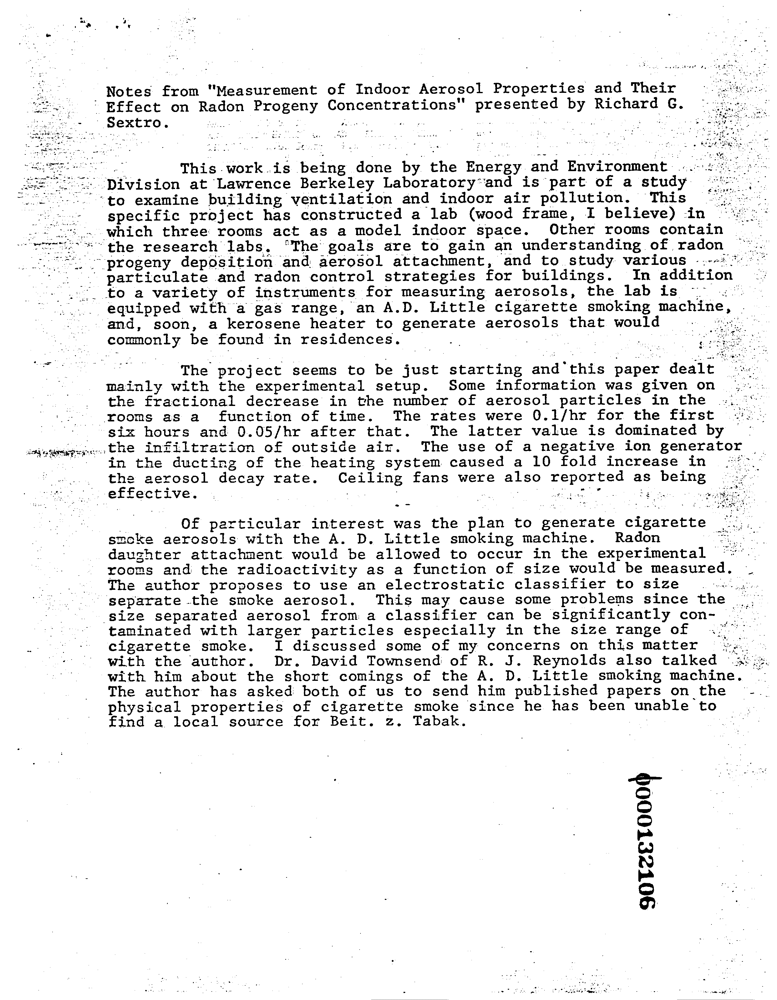 Notes from "Measurement of Indoor Aerosol Properties and Their
Effect on Radon Progeny Concentrations" presented by Richard G.
Sextro.
This work is being done by the Energy and Environment
Division at Lawrence Berkeley Laboratory and is part of a study
to examine building ventilation and indoor air pollution. This
specific project has constructed a lab (wood frame, I believe) in
which three rooms act as a model indoor space. Other rooms contain
the research labs. The goals are to gain an understanding of radon
progeny deposition and aerosol attachment, and to study various
particulate and radon control strategies for buildings. In addition
to a variety of instruments for measuring aerosols, the lab is
equipped with a gas range, an A.D. Little cigarette smoking machine,
and, soon, a kerosene heater to generate aerosols that would
commonly be found in residences.
The project seems to be just starting and this paper dealt
mainly with the experimental setup. Some information was given on
the fractional decrease in the number of aerosol particles in the
rooms as a function of time. The rates were 0.1/hr for the first
six hours and 0.05/hr after that. The latter value is dominated by
the infiltration of outside air. The use of a negative ion generator
in the ducting of the heating system caused a 10 fold increase in
the aerosol decay rate. Ceiling fans were also reported as being
effective.
Of particular interest was the plan to generate cigarette
smoke aerosols with the A. D. Little smoking machine. Radon
daughter attachment would be allowed to occur in the experimental
rooms and the radioactivity as a function of size would be measured.
The author proposes to use an electrostatic classifier to size
separate the smoke aerosol. This may cause some problems since the
size separated aerosol from a classifier can be significantly con-
taminated with larger particles especially in the size range of
cigarette smoke. I discussed some of my concerns on this matter
with the author. Dr. David Townsend of R. J. Reynolds also talked
with him about the short comings of the A. D. Little smoking machine.
The author has asked both of us to send him published papers on the
physical properties of cigarette smoke since he has been unable to
find a local source for Beit. z. Tabak.
0000132106